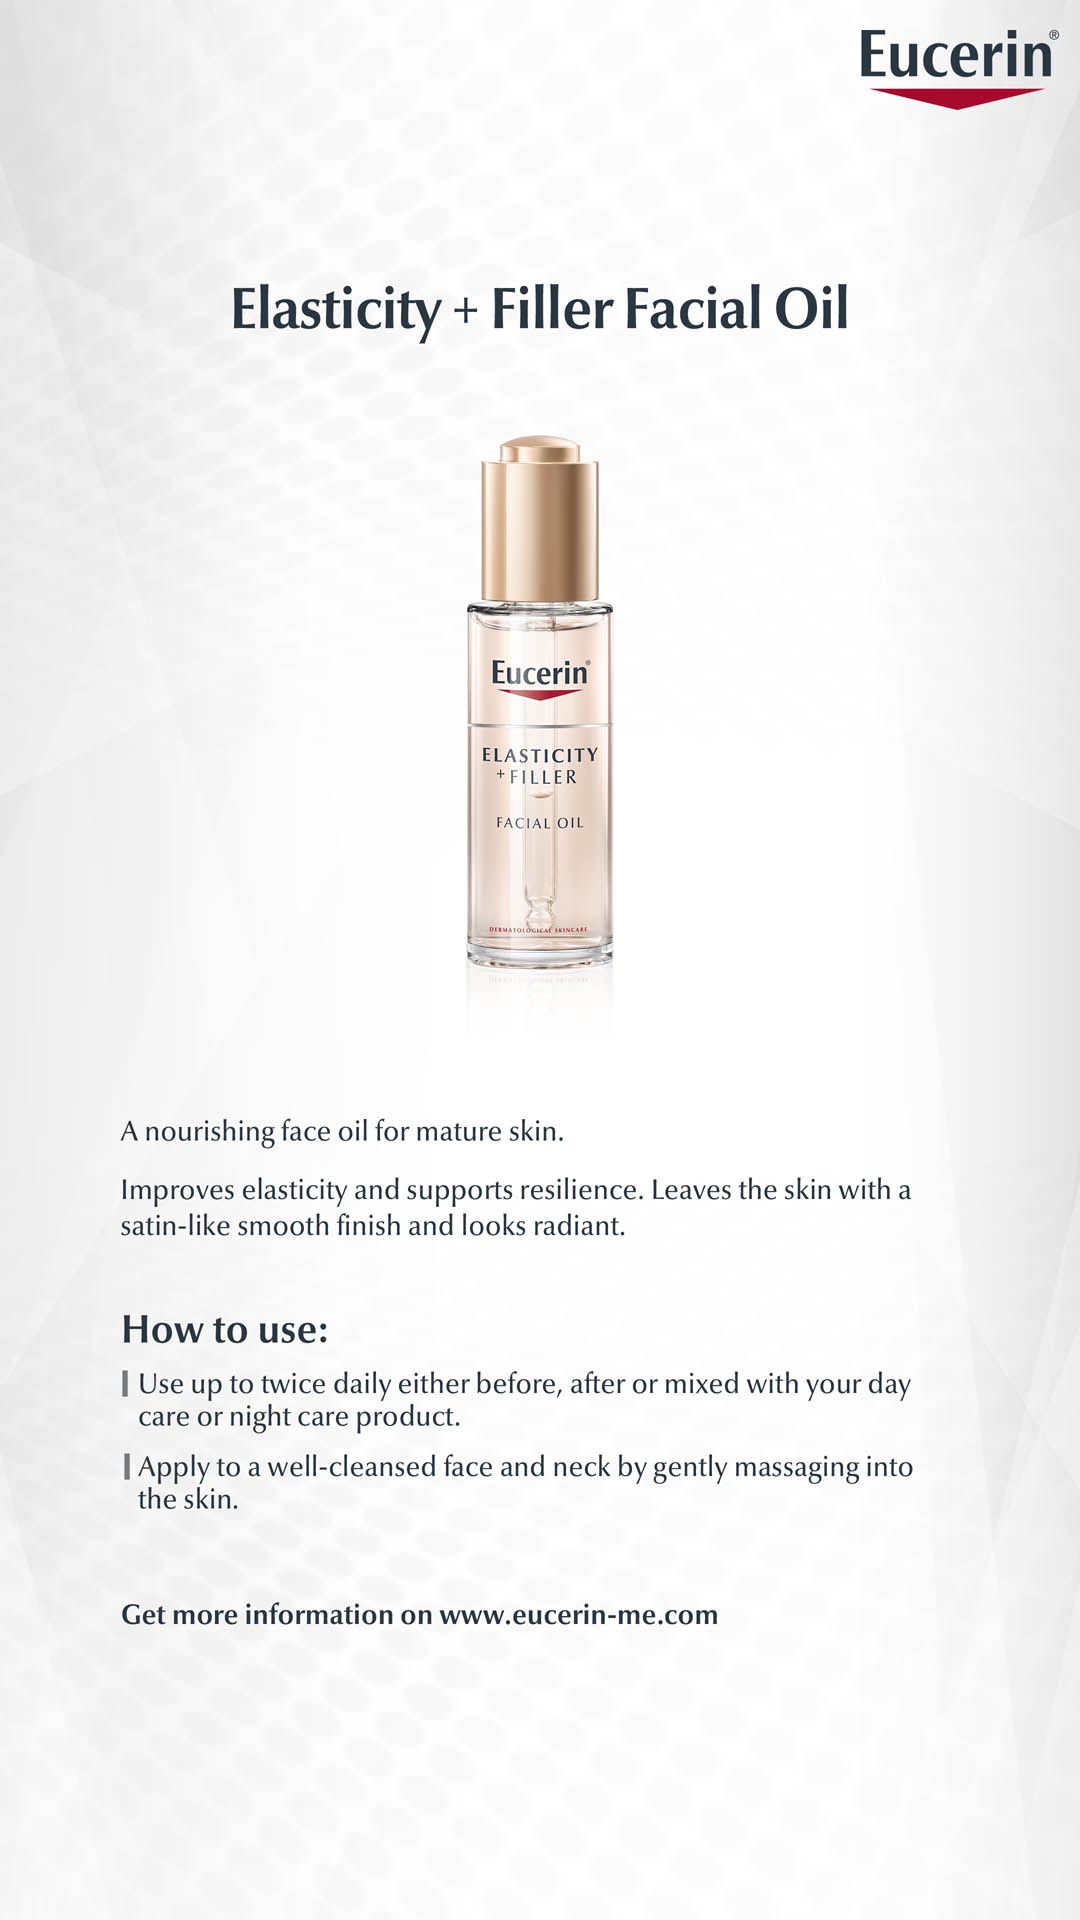 Eucerin®
Elasticity + Filler Facial Oil
Eucerin®
ELASTICITY
+FILLER
FACIAL OIL
DERMATOLOGICAL SKINCARE
A nourishing face oil for mature skin.
Improves elasticity and supports resilience. Leaves the skin with a
satin-like smooth finish and looks radiant.
How to use:
Use up to twice daily either before, after or mixed with your day
care or night care product.
Apply to a well-cleansed face and neck by gently massaging into
the skin.
Get more information on www.eucerin-me.com